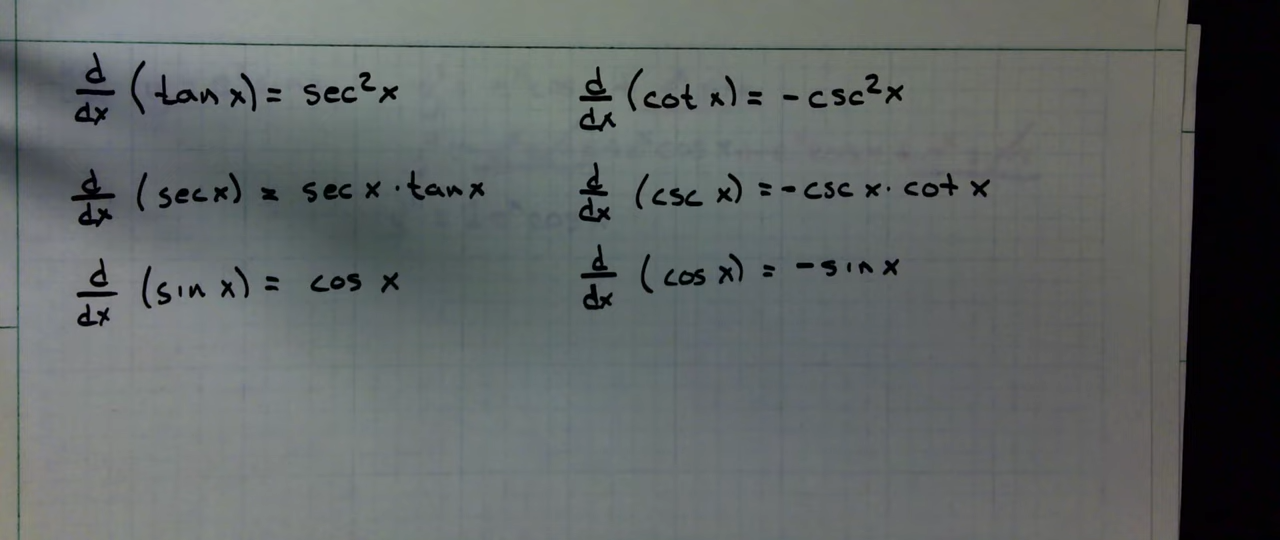 d/dx (tan x) = sec²x    d/dx (cot x) = -csc²x
d/dx (sec x) = sec x · tan x    d/dx (csc x) = -csc x · cot x
d/dx (sin x) = cos x    d/dx (cos x) = -sin x